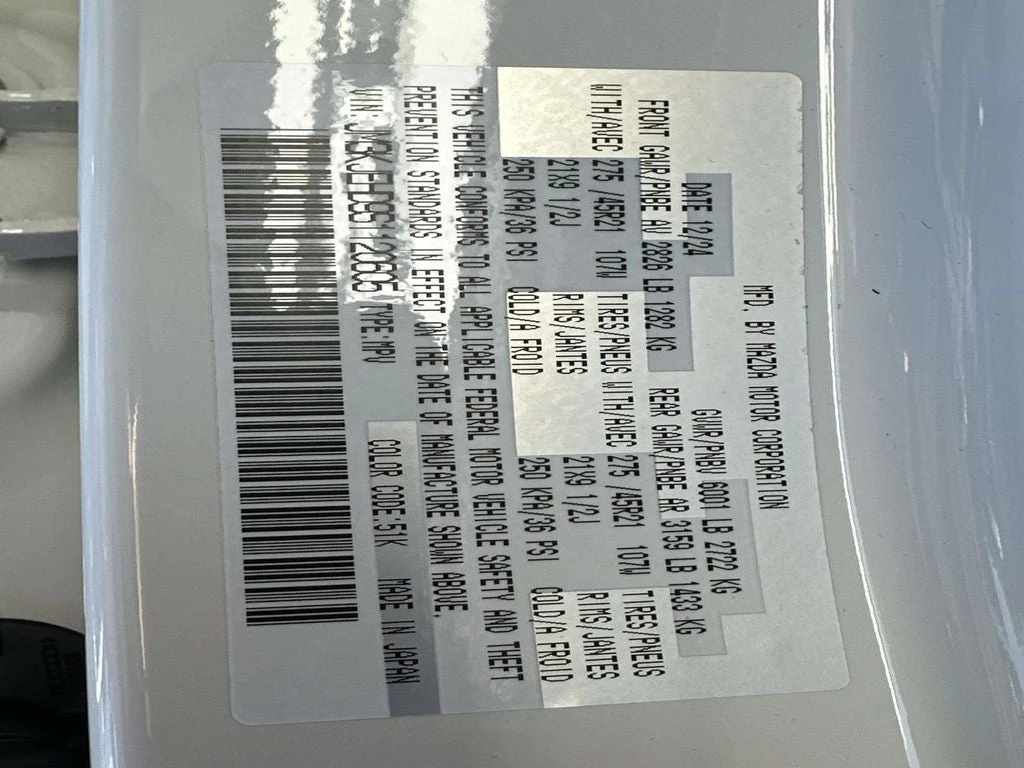 MFD. BY MAZDA MOTOR CORPORATION
DATE 12/24 GVWR/PNBV 6001 LB 2722 KG
FRONT GAWR/PNBE AV 2826 LB 1282 KG REAR GAWR/PNBE AR 3159 LB 1433 KG
WITH/AVEC 275 /45R21 107W TIRES/PNEUS WITH/AVEC 275 /45R21 107W TIRES/PNEUS
21X9 1/2J RIMS/JANTES 21X9 1/2J RIMS JANTES
250 KPA/36 PSI COLD/A FROID 250 KPA/36 PSI COLD/A FROID
THIS VEHICLE CONFORMS TO ALL APPLICABLE FEDERAL MOTOR VEHICLE SAFETY AND THEFT
PREVENTION STANDARDS IN EFFECT ON THE DATE OF MANUFACTURE SHOWN ABOVE.
VIN: JM3KJEHD5S1120665 TYPE:MPV COLOR CODE:51K MADE IN JAPAN